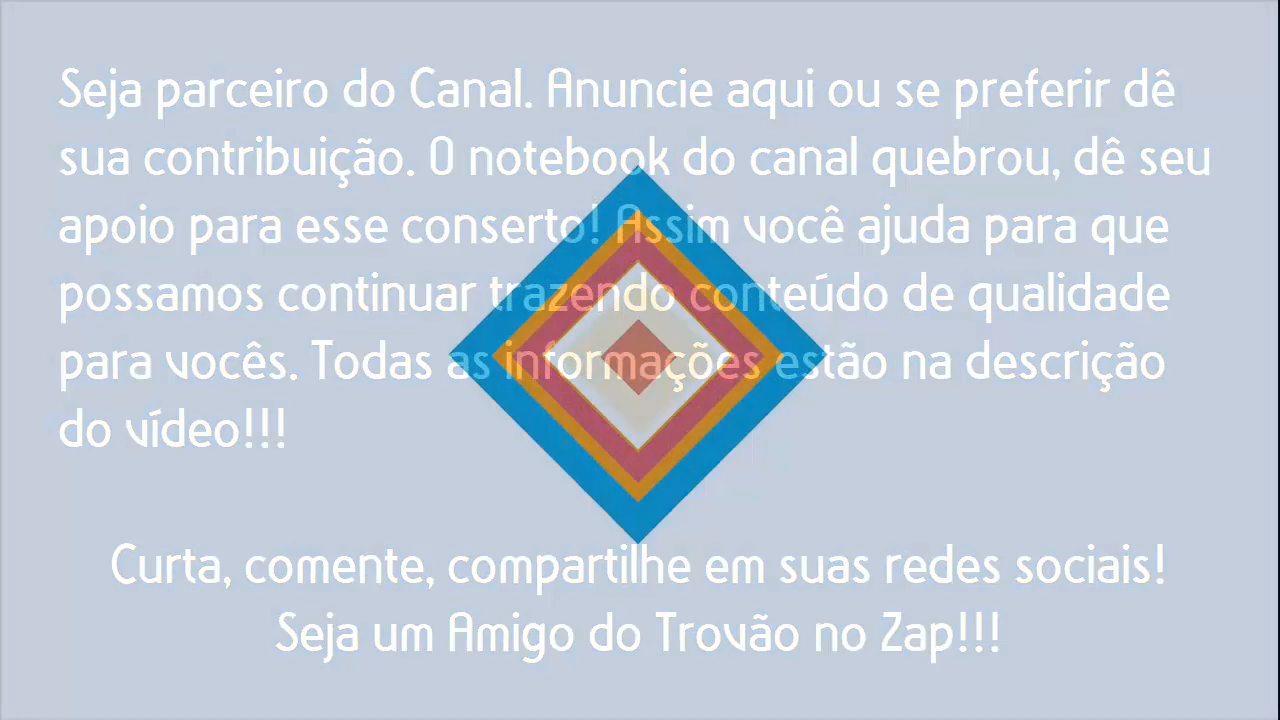 Seja parceiro do Canal. Anuncie aqui ou se preferir dê
sua contribuição. O notebook do canal quebrou, dê seu
apoio para esse conserto! Assim você ajuda para que
possamos continuar trazendo conteúdo de qualidade
para vocês. Todas as informações estão na descrição
do vídeo!!!
Curta, comente, compartilhe em suas redes sociais!
Seja um Amigo do Trovão no Zap!!!